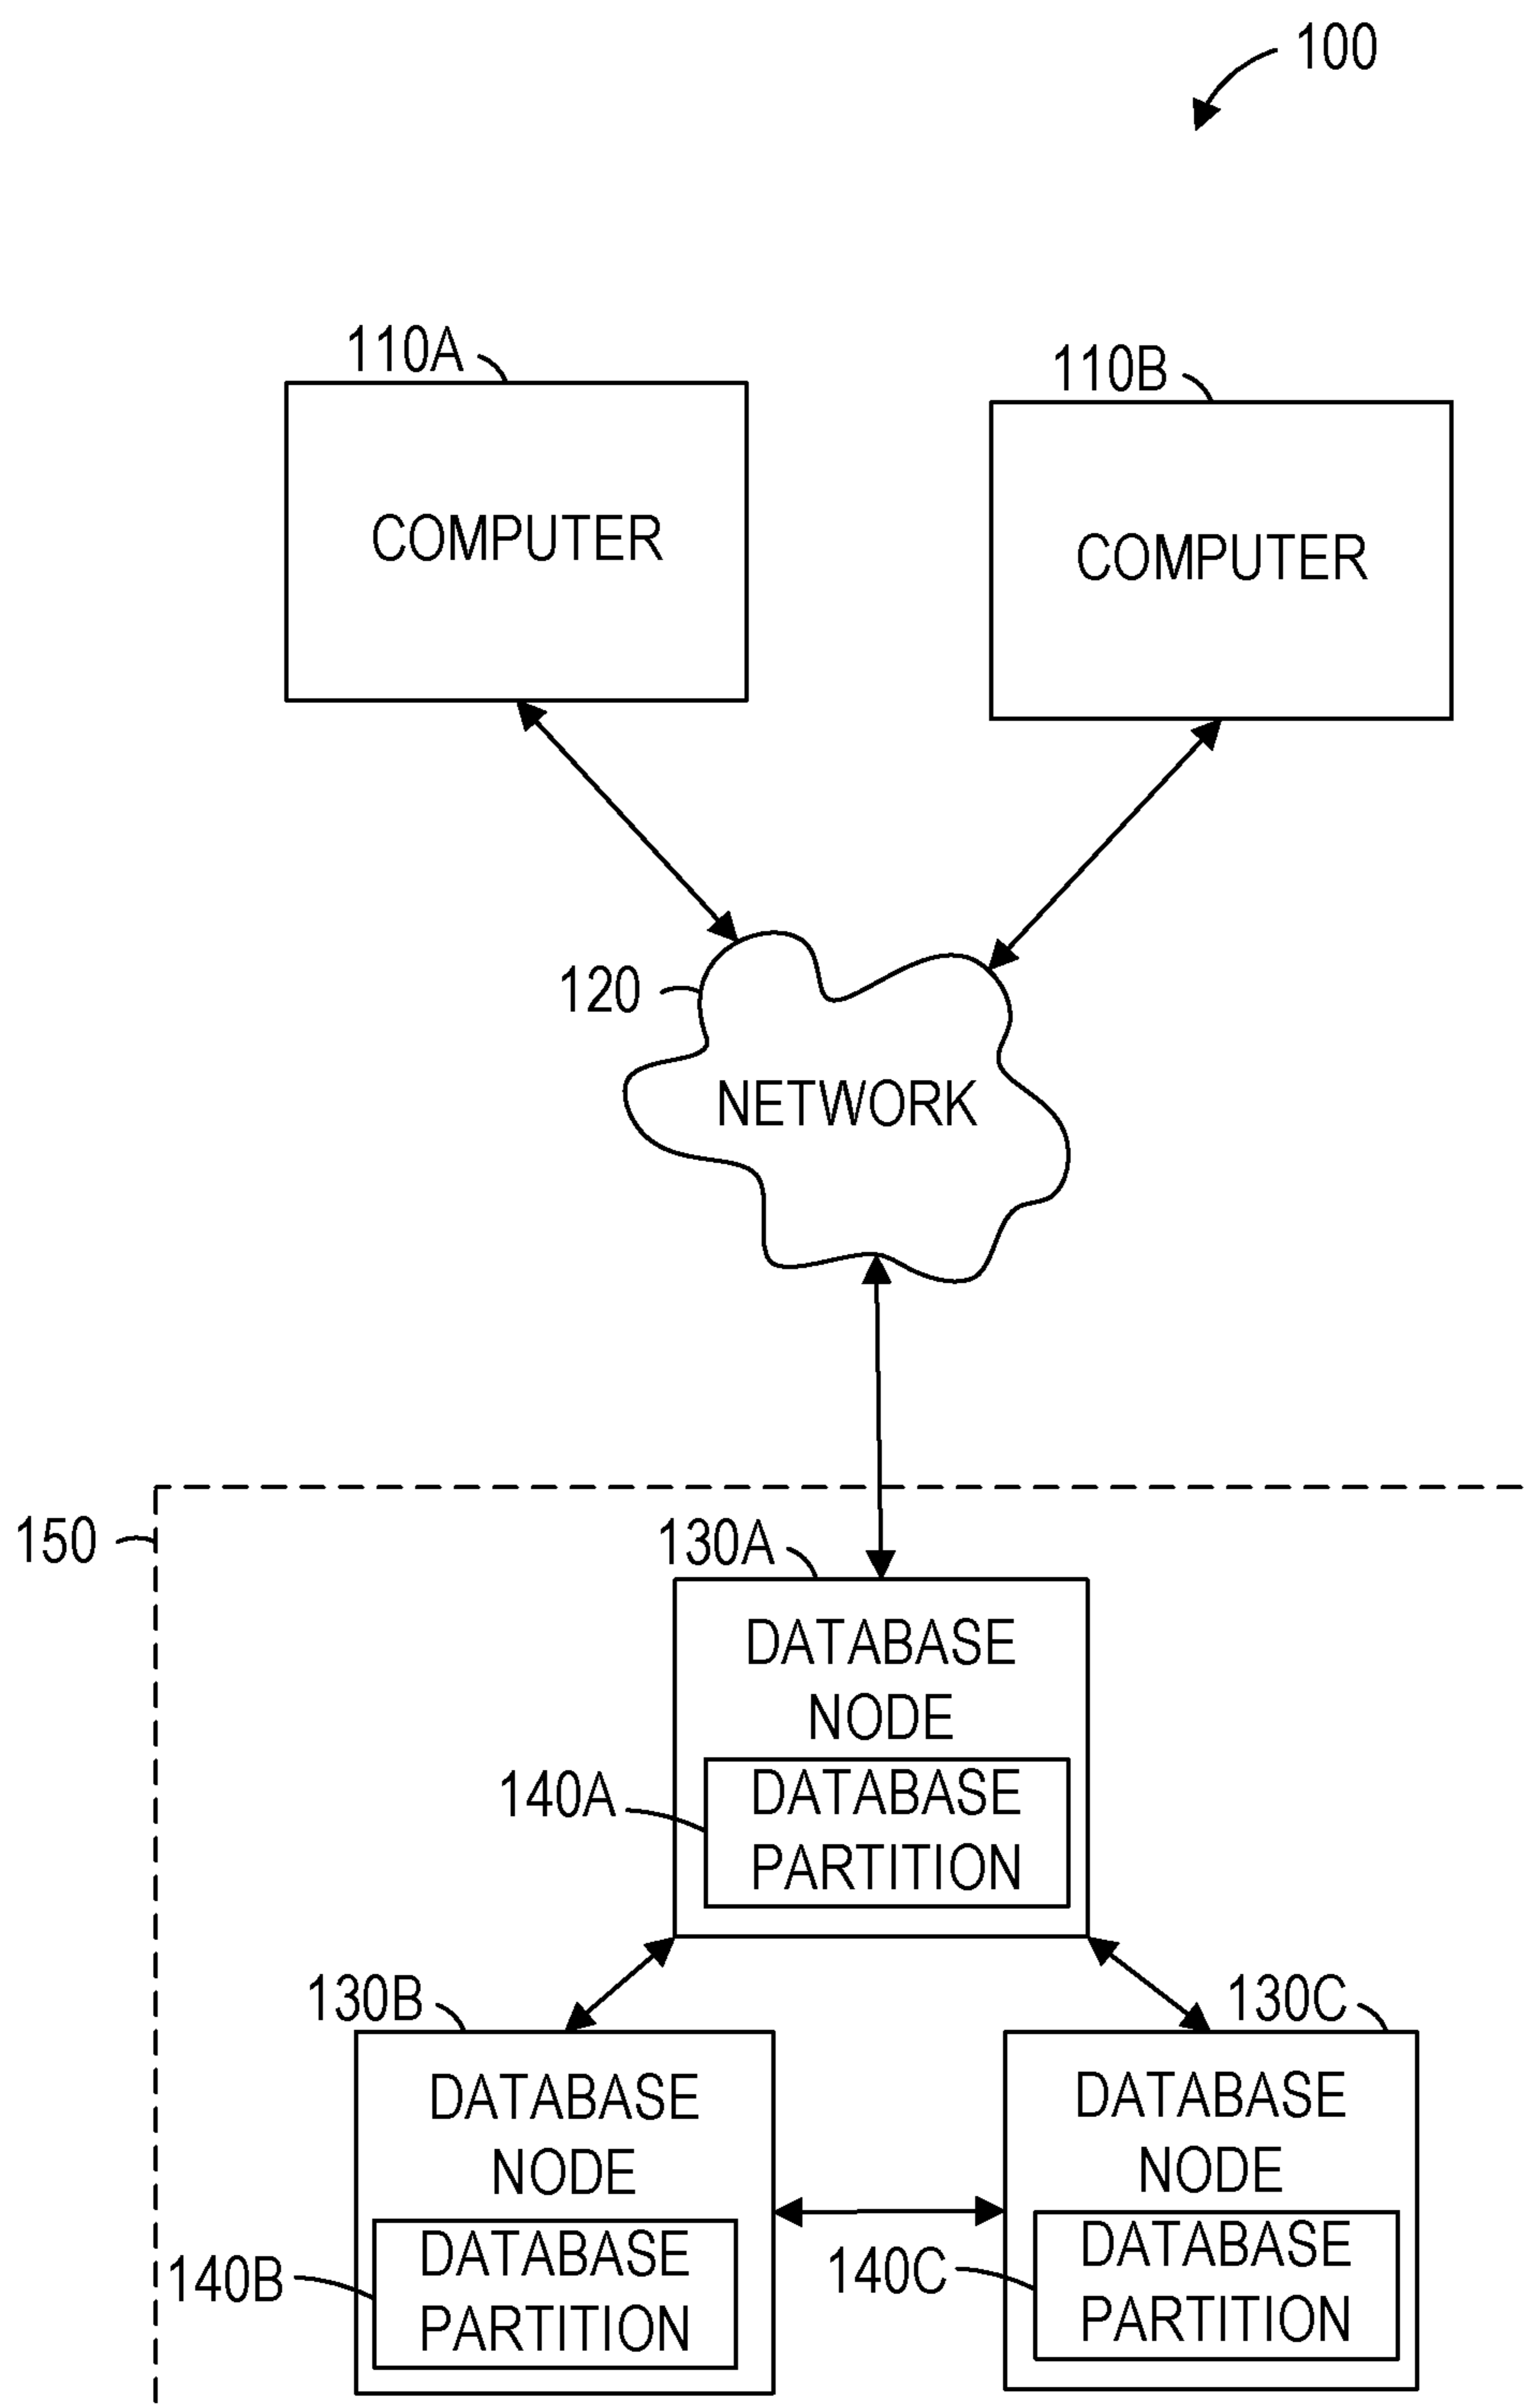 100
110A
COMPUTER
110B
COMPUTER
120
NETWORK
150
130A
DATABASE
NODE
140A
DATABASE
PARTITION
130B
DATABASE
NODE
140B
DATABASE
PARTITION
130C
DATABASE
NODE
140C
DATABASE
PARTITION